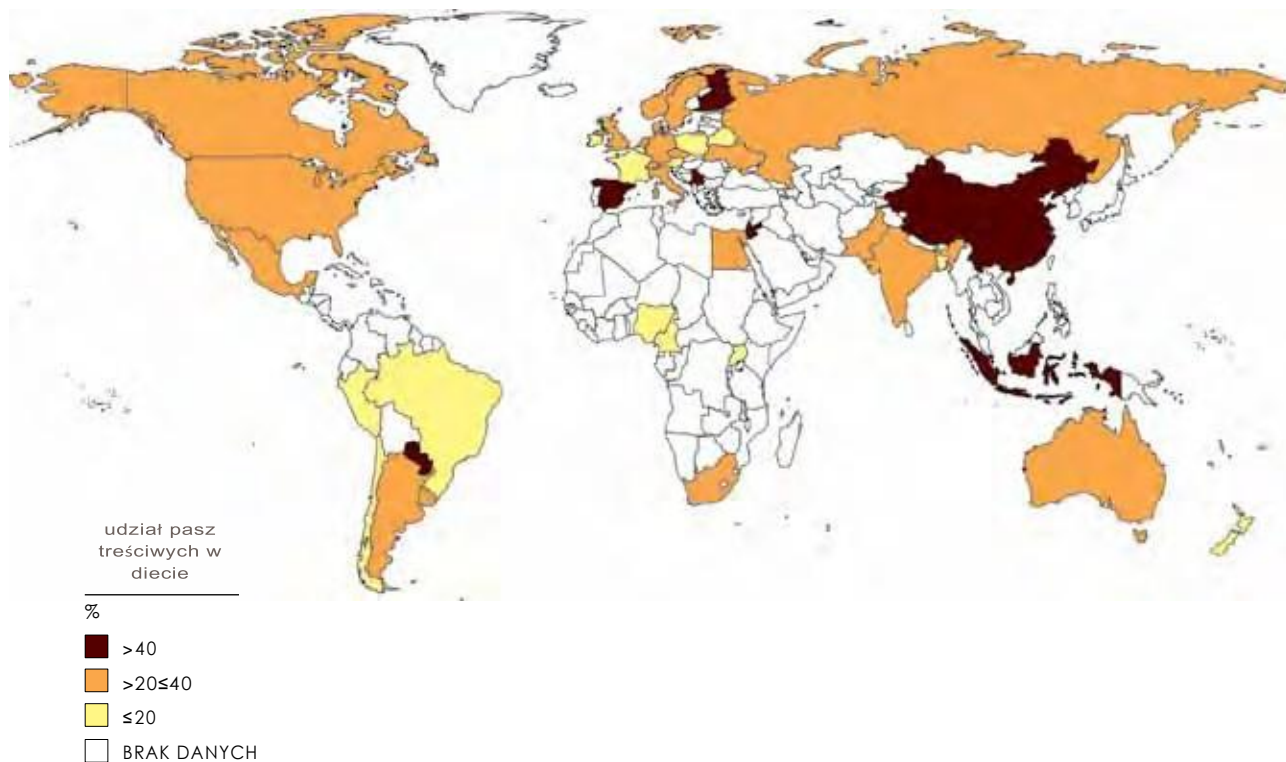 udział pasz
treściwych w
diecie
%
>40
>20≤40
≤20
BRAK DANYCH